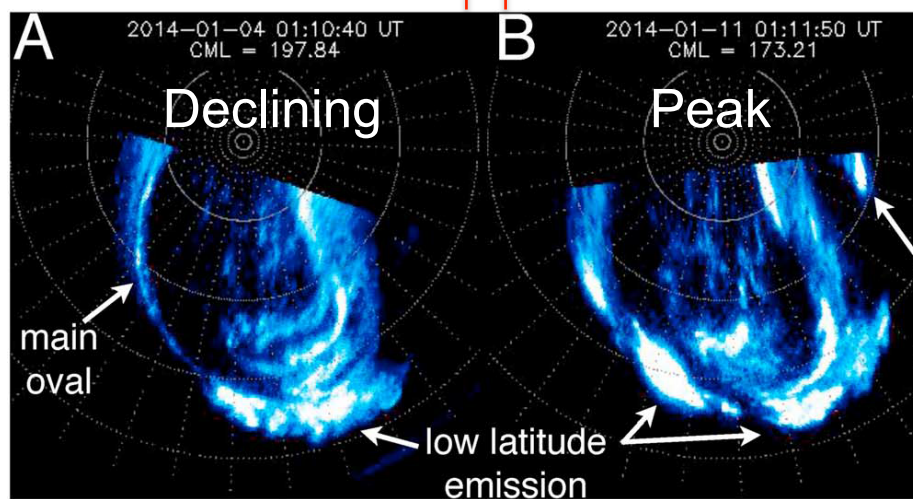 A
2014-01-04 01:10:40 UT
CML = 197.84
Declining
main
oval
B
2014-01-11 01:11:50 UT
CML = 173.21
Peak
low latitude
emission